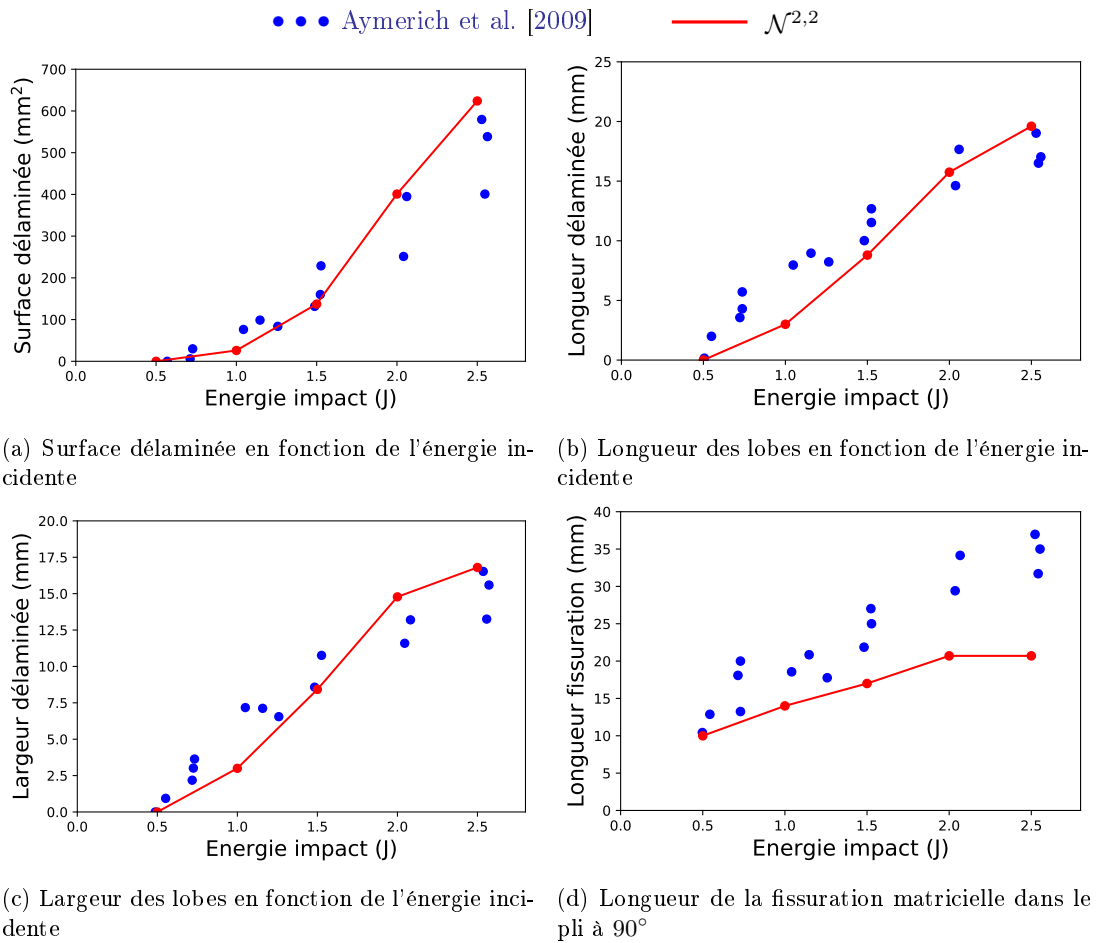 Aymerich et al. [2009] 𝒩^{2,2}
700
600
500
400
300
200
100
0
Surface délaminée (mm²)
0.0 0.5 1.0 1.5 2.0 2.5
Energie impact (J)
(a) Surface délaminée en fonction de l'énergie in-
cidente
25
20
15
10
5
0
Longueur délaminée (mm)
0.0 0.5 1.0 1.5 2.0 2.5
Energie impact (J)
(b) Longueur des lobes en fonction de l'énergie in-
cidente
20.0
17.5
15.0
12.5
10.0
7.5
5.0
2.5
0.0
Largeur délaminée (mm)
0.0 0.5 1.0 1.5 2.0 2.5
Energie impact (J)
(c) Largeur des lobes en fonction de l'énergie inci-
dente
40
35
30
25
20
15
10
5
0
Longueur fissuration (mm)
0.0 0.5 1.0 1.5 2.0 2.5
Energie impact (J)
(d) Longueur de la fissuration matricielle dans le
pli à 90°